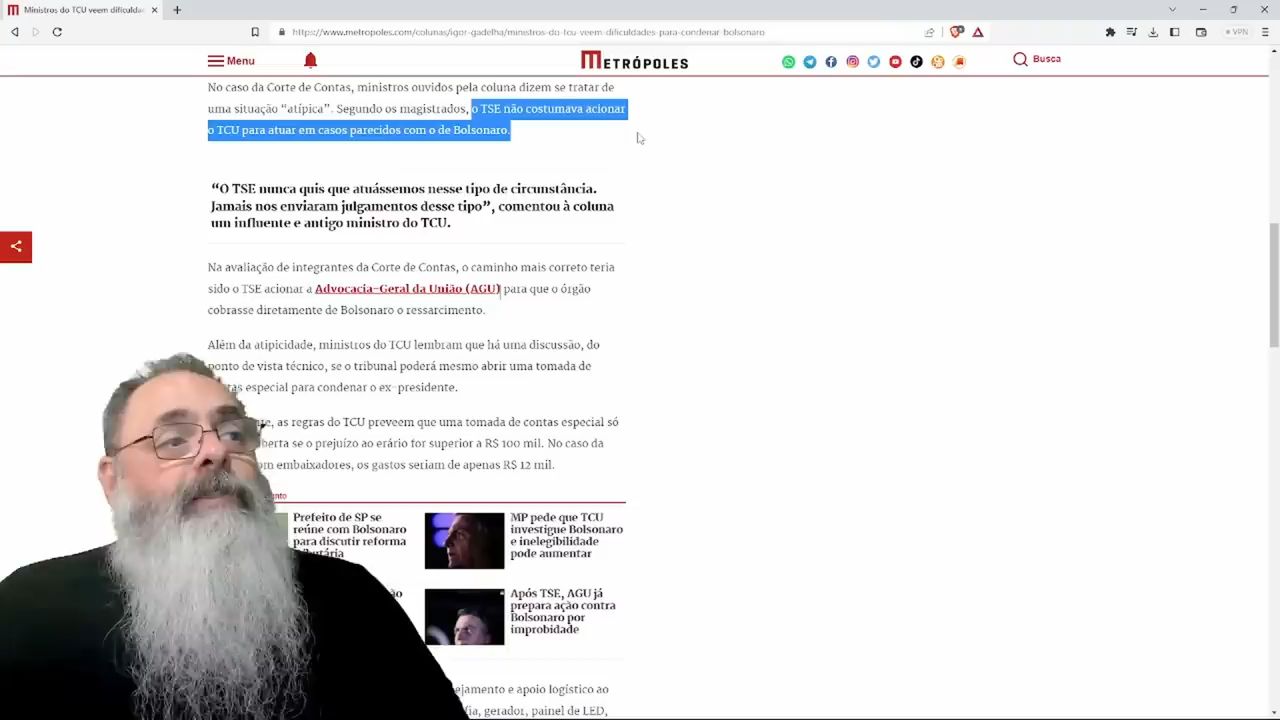 Ministros do TCU veem dificulda
https://www.metropoles.com/colunas/igor-gadelha/ministros-do-tcu-veem-dificuldades-para-condenar-bolsonaro
VPN
Menu
METRÓPOLES
Busca
No caso da Corte de Contas, ministros ouvidos pela coluna dizem se tratar de
uma situação “atípica”. Segundo os magistrados, o TSE não costumava acionar
o TCU para atuar em casos parecidos com o de Bolsonaro.
“O TSE nunca quis que atuássemos nesse tipo de circunstância.
Jamais nos enviaram julgamentos desse tipo”, comentou à coluna
um influente e antigo ministro do TCU.
Na avaliação de integrantes da Corte de Contas, o caminho mais correto teria
sido o TSE acionar a Advocacia-Geral da União (AGU) para que o órgão
cobrasse diretamente de Bolsonaro o ressarcimento.
Além da atipicidade, ministros do TCU lembram que há uma discussão, do
ponto de vista técnico, se o tribunal poderá mesmo abrir uma tomada de
especial para condenar o ex-presidente.
as regras do TCU preveem que uma tomada de contas especial só
se o prejuízo ao erário for superior a R$ 100 mil. No caso da
embaixadores, os gastos seriam de apenas R$ 12 mil.
Prefeito de SP se
reúne com Bolsonaro
para discutir reforma
MP pede que TCU
investigue Bolsonaro
e inelegibilidade
pode aumentar
Após TSE, AGU já
prepara ação contra
Bolsonaro por
improbidade
e apoio logístico ao
gerador, painel de LED,